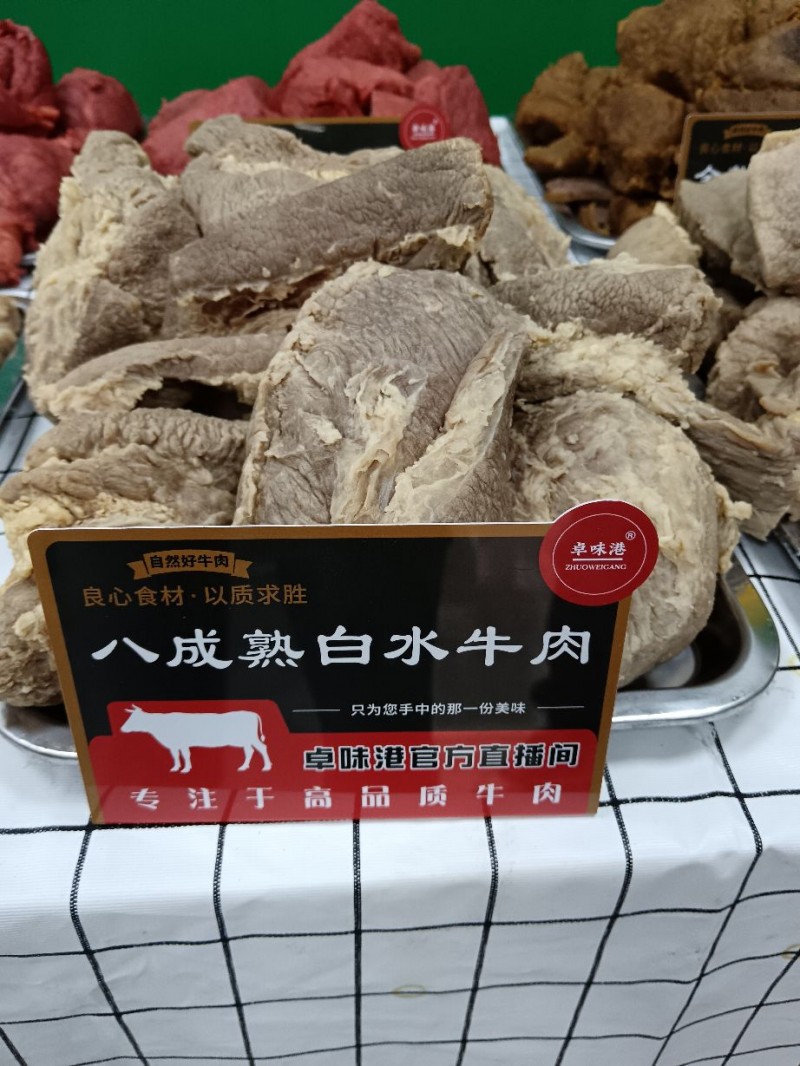 自然好牛肉
良心食材·以质求胜
卓味港®
ZHUOWEIGANG
八成熟白水牛肉
只为您手中的那一份美味
卓味港官方直播间
专注于高品质牛肉